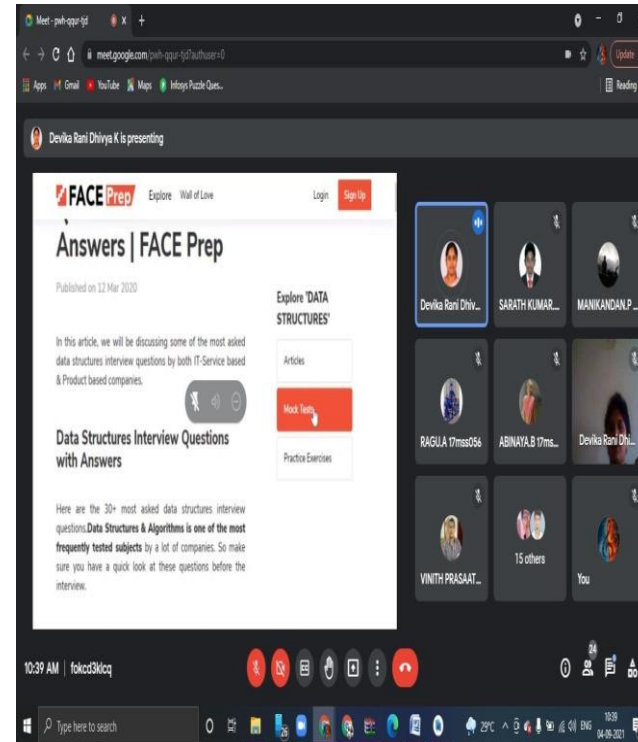 Meet - pwh-qqur-tjd
meet.google.com/pwh-qqur-tjd?authuser=0
Update
Apps Gmail YouTube Maps Infosys Puzzle Ques...
Reading
Devika Rani Dhivya K is presenting
FACE Prep Explore Wall of Love Login Sign Up
Answers | FACE Prep
Published on 12 Mar 2020
In this article, we will be discussing some of the most asked
data structures interview questions by both IT-Service based
& Product based companies.
Data Structures Interview Questions
with Answers
Here are the 30+ most asked data structures interview
questions.Data Structures & Algorithms is one of the most
frequently tested subjects by a lot of companies. So make
sure you have a quick look at these questions before the
interview.
Explore 'DATA
STRUCTURES'
Articles
Mock Tests
Practice Exercises
Devika Rani Dhiv...
SARATH KUMAR...
MANIKANDAN.P ...
RAGU.A 17mss056
ABINAYA.B 17ms...
Devika Rani Dhi...
VINITH PRASAAT...
15 others
You
10:39 AM | fokcd3klcq
24
Type here to search
26
29°C
ENG
10:39
04-09-2021